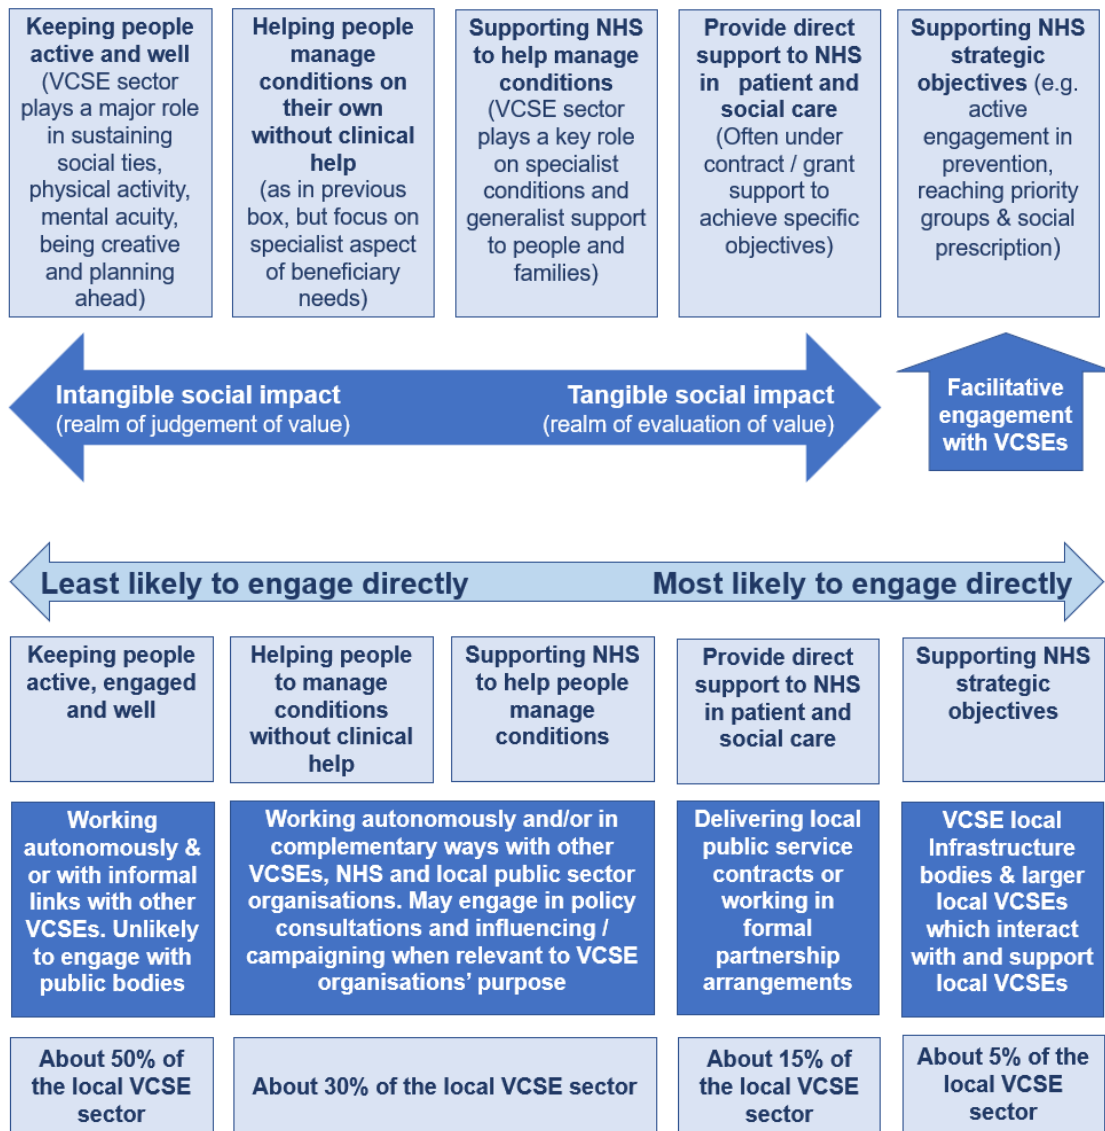 Keeping people
active and well
(VCSE sector
plays a major role
in sustaining
social ties,
physical activity,
mental acuity,
being creative
and planning
ahead)
Helping people
manage
conditions on
their own
without clinical
help
(as in previous
box, but focus on
specialist aspect
of beneficiary
needs)
Supporting NHS
to help manage
conditions
(VCSE sector
plays a key role
on specialist
conditions and
generalist support
to people and
families)
Provide direct
support to NHS
in patient and
social care
(Often under
contract / grant
support to
achieve specific
objectives)
Supporting NHS
strategic
objectives (e.g.
active
engagement in
prevention,
reaching priority
groups & social
prescription)
Intangible social impact
(realm of judgement of value)
Tangible social impact
(realm of evaluation of value)
Facilitative
engagement
with VCSEs
Least likely to engage directly
Most likely to engage directly
Keeping people
active, engaged
and well
Helping people
to manage
conditions
without clinical
help
Supporting NHS
to help people
manage
conditions
Provide direct
support to NHS
in patient and
social care
Supporting NHS
strategic
objectives
Working
autonomously &
or with informal
links with other
VCSEs. Unlikely
to engage with
public bodies
Working autonomously and/or in
complementary ways with other
VCSEs, NHS and local public sector
organisations. May engage in policy
consultations and influencing /
campaigning when relevant to VCSE
organisations’ purpose
Delivering local
public service
contracts or
working in
formal
partnership
arrangements
VCSE local
Infrastructure
bodies & larger
local VCSEs
which interact
with and support
local VCSEs
About 50% of
the local VCSE
sector
About 30% of the local VCSE sector
About 15% of
the local VCSE
sector
About 5% of the
local VCSE
sector